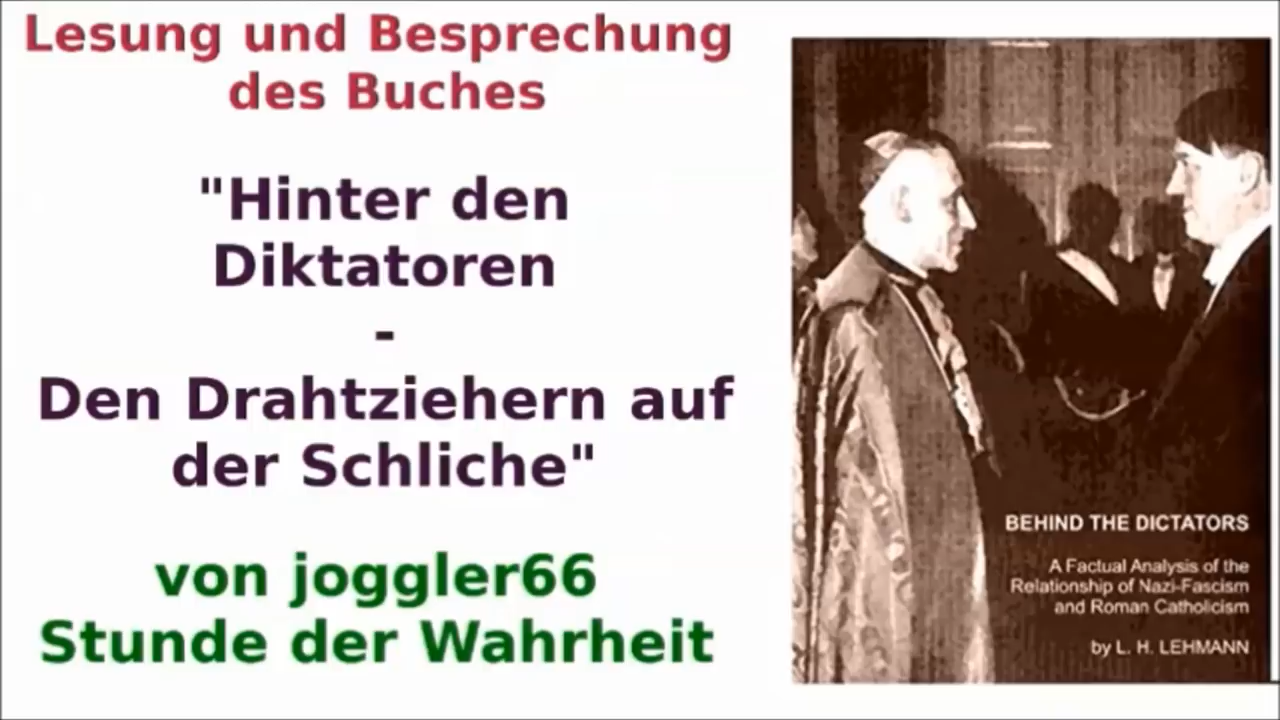 Lesung und Besprechung
des Buches
"Hinter den
Diktatoren
-
Den Drahtziehern auf
der Schliche"
von joggler66
Stunde der Wahrheit
BEHIND THE DICTATORS
A Factual Analysis of the
Relationship of Nazi-Fascism
and Roman Catholicism
by L. H. LEHMANN